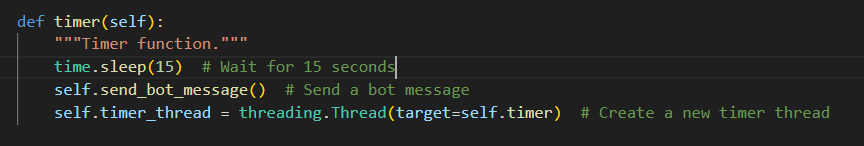 def timer(self):
    """Timer function."""
    time.sleep(15)  # Wait for 15 seconds
    self.send_bot_message()  # Send a bot message
    self.timer_thread = threading.Thread(target=self.timer)  # Create a new timer thread